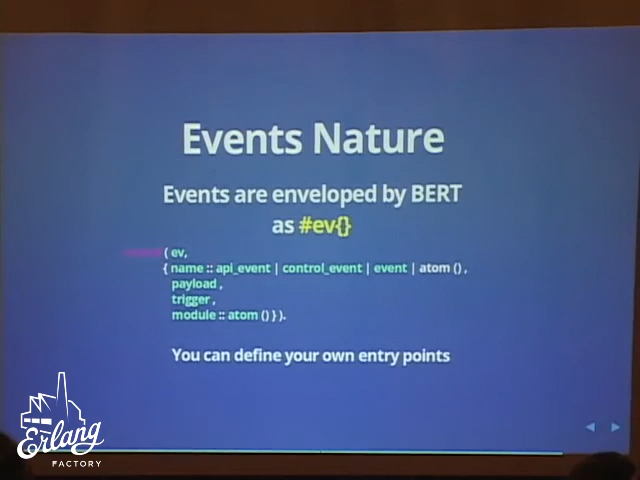 Events Nature
Events are enveloped by BERT
as #ev{}
( ev,
{ name :: api_event | control_event | event | atom () ,
payload ,
trigger ,
module :: atom () } ).
You can define your own entry points
Erlang
FACTORY